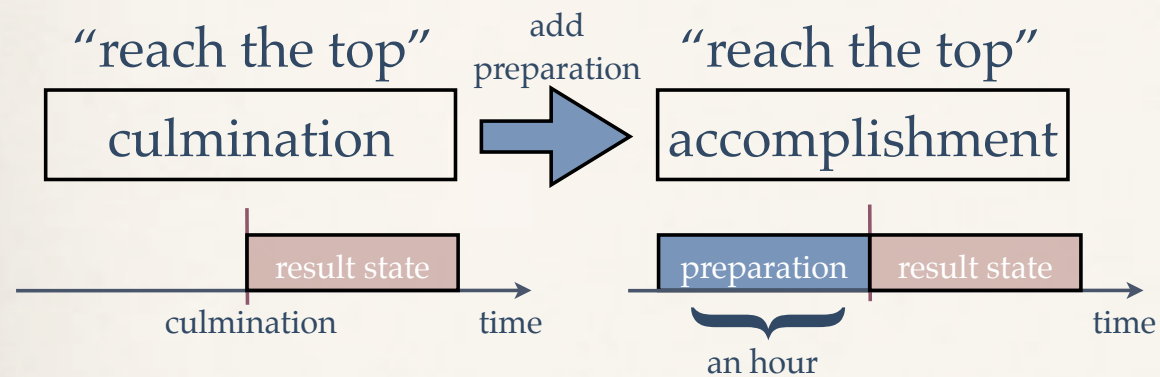 “reach the top”
add
preparation
“reach the top”
culmination
accomplishment
result state
culmination
time
preparation
result state
time
an hour